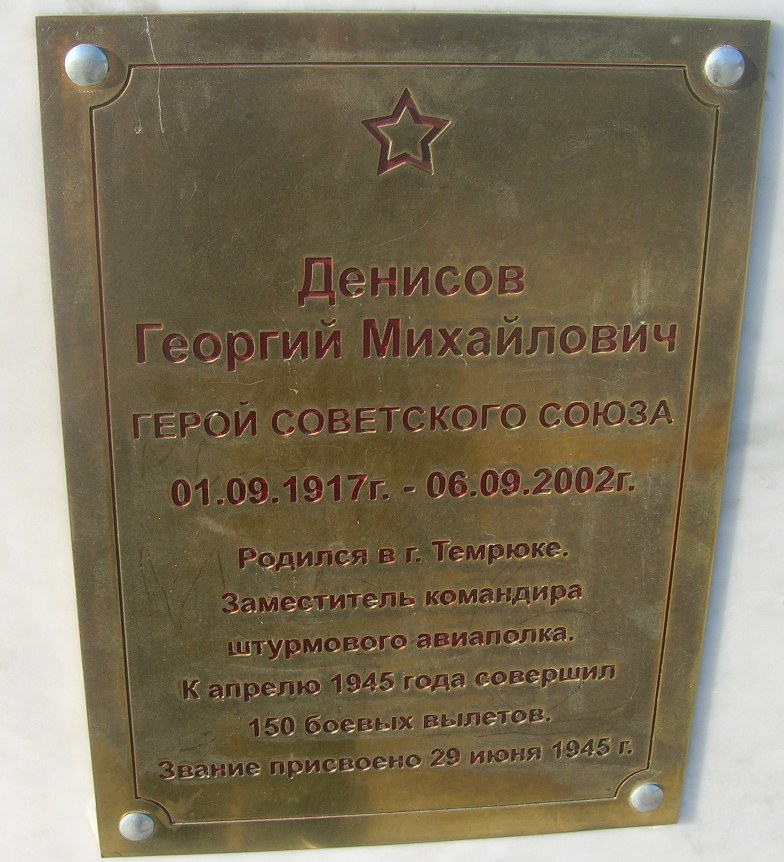 Денисов
Георгий Михайлович
ГЕРОЙ СОВЕТСКОГО СОЮЗА
01.09.1917г. - 06.09.2002г.
Родился в г. Темрюке.
Заместитель командира
штурмового авиаполка.
К апрелю 1945 года совершил
150 боевых вылетов.
Звание присвоено 29 июня 1945 г.